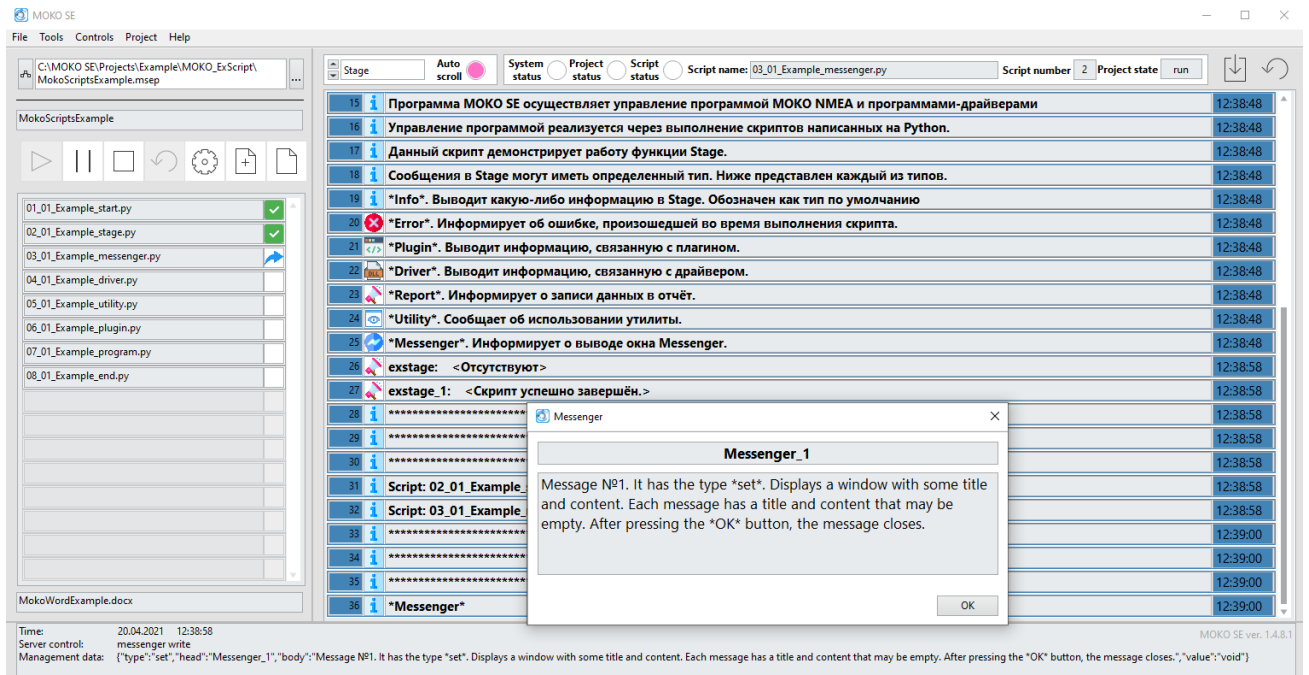 MOKO SE
File Tools Controls Project Help
C:\MOKO SE\Projects\Example\MOKO_ExScript\
MokoScriptsExample.msep
...
MokoScriptsExample
01_01_Example_start.py
02_01_Example_stage.py
03_01_Example_messenger.py
04_01_Example_driver.py
05_01_Example_utility.py
06_01_Example_plugin.py
07_01_Example_program.py
08_01_Example_end.py
MokoWordExample.docx
Stage
Auto scroll
System status
Project status
Script status
Script name: 03_01_Example_messenger.py
Script number 2
Project state run
15 Программа MOKO SE осуществляет управление программой MOKO NMEA и программами-драйверами 12:38:48
16 Управление программой реализуется через выполнение скриптов написанных на Python. 12:38:48
17 Данный скрипт демонстрирует работу функции Stage. 12:38:48
18 Сообщения в Stage могут иметь определенный тип. Ниже представлен каждый из типов. 12:38:48
19 *Info*. Выводит какую-либо информацию в Stage. Обозначен как тип по умолчанию 12:38:48
20 *Error*. Информирует об ошибке, произошедшей во время выполнения скрипта. 12:38:48
21 *Plugin*. Выводит информацию, связанную с плагином. 12:38:48
22 DLL *Driver*. Выводит информацию, связанную с драйвером. 12:38:48
23 *Report*. Информирует о записи данных в отчёт. 12:38:48
24 *Utility*. Сообщает об использовании утилиты. 12:38:48
25 *Messenger*. Информирует о выводе окна Messenger. 12:38:48
26 exstage: <Отсутствуют> 12:38:58
27 exstage_1: <Скрипт успешно завершён.> 12:38:58
28 *********************** 12:38:58
29 *********************** 12:38:58
30 *********************** 12:38:58
31 Script: 02_01_Example_ 12:38:58
32 Script: 03_01_Example_ 12:38:58
33 *********************** 12:39:00
34 *********************** 12:39:00
35 *********************** 12:39:00
36 *Messenger* 12:39:00
Messenger
Messenger_1
Message №1. It has the type *set*. Displays a window with some title
and content. Each message has a title and content that may be
empty. After pressing the *OK* button, the message closes.
OK
MOKO SE ver. 1.4.8.1
Time: 20.04.2021 12:38:58
Server control: messenger write
Management data: {"type":"set","head":"Messenger_1","body":"Message №1. It has the type *set*. Displays a window with some title and content. Each message has a title and content that may be empty. After pressing the *OK* button, the message closes.","value":"void"}